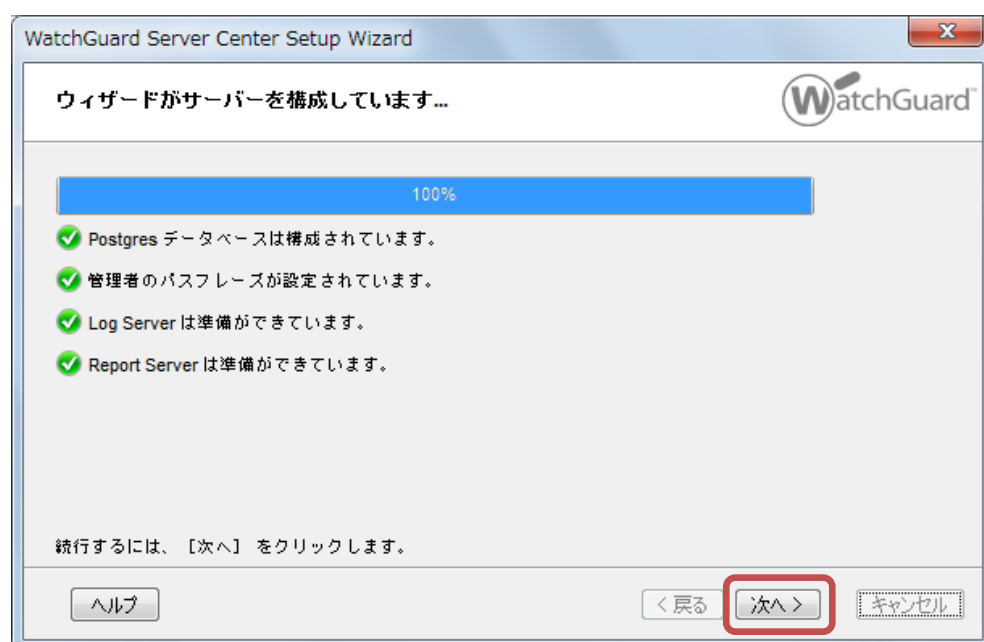 WatchGuard Server Center Setup Wizard
ウィザードがサーバーを構成しています...
WatchGuard
100%
Postgres データベースは構成されています。
管理者のパスフレーズが設定されています。
Log Server は準備ができています。
Report Server は準備ができています。
続行するには、［次へ］をクリックします。
ヘルプ
< 戻る
次へ >
キャンセル